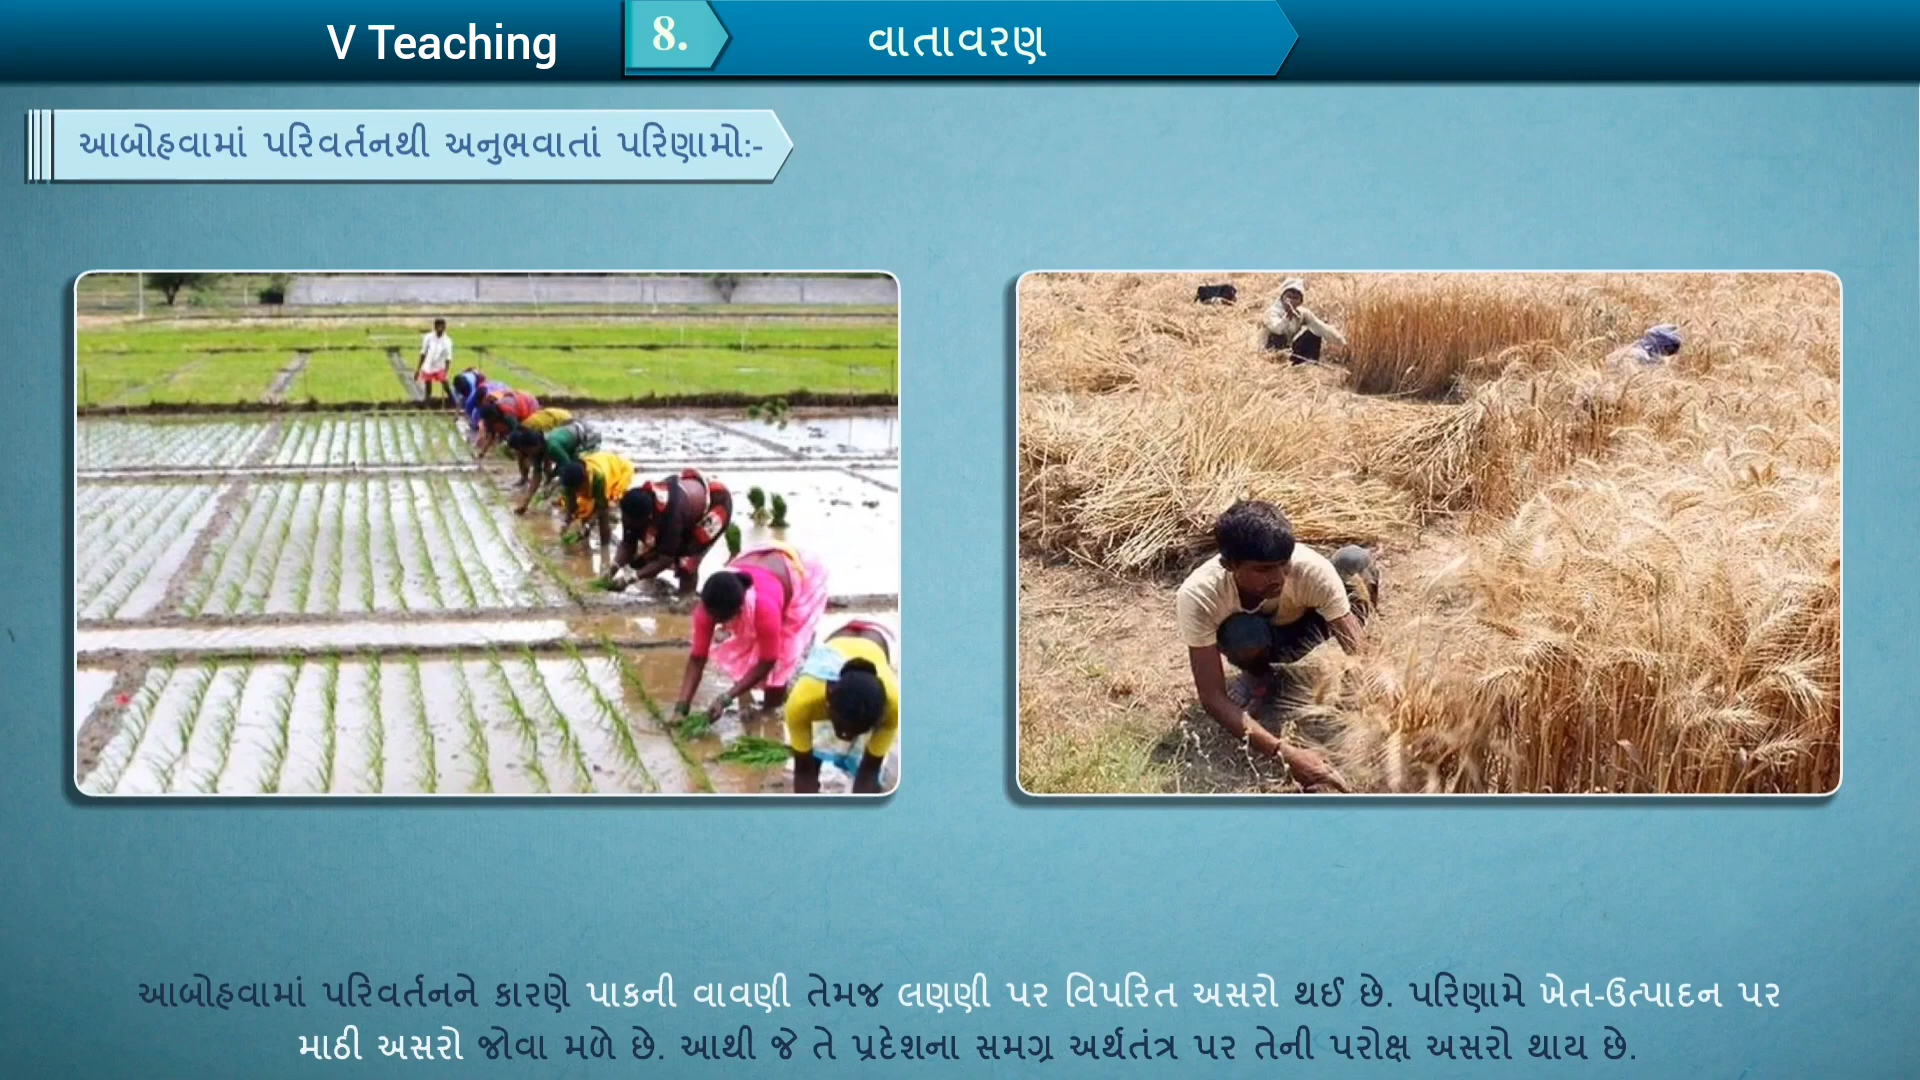 V Teaching
8.
વાતાવરણ
આબોહવામાં પરિવર્તનથી અનુભવાતાં પરિણામો:-
આબોહવામાં પરિવર્તનને કારણે પાકની વાવણી તેમજ લણણી પર વિપરિત અસરો થઈ છે. પરિણામે ખેત-ઉત્પાદન પર
માઠી અસરો જોવા મળે છે. આથી જે તે પ્રદેશના સમગ્ર અર્થતંત્ર પર તેની પરોક્ષ અસરો થાય છે.